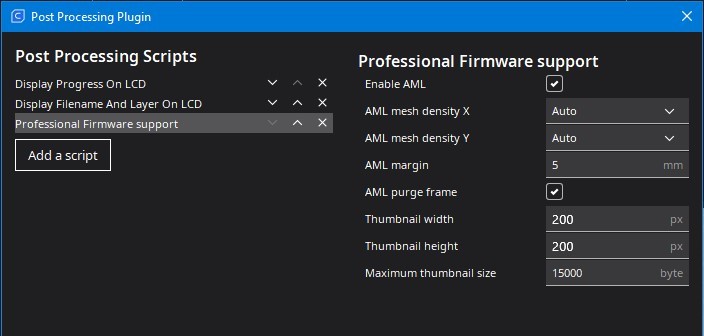 Post Processing Plugin
Post Processing Scripts
Display Progress On LCD
Display Filename And Layer On LCD
Professional Firmware support
Add a script
Professional Firmware support
Enable AML
AML mesh density X Auto
AML mesh density Y Auto
AML margin 5 mm
AML purge frame
Thumbnail width 200 px
Thumbnail height 200 px
Maximum thumbnail size 15000 byte